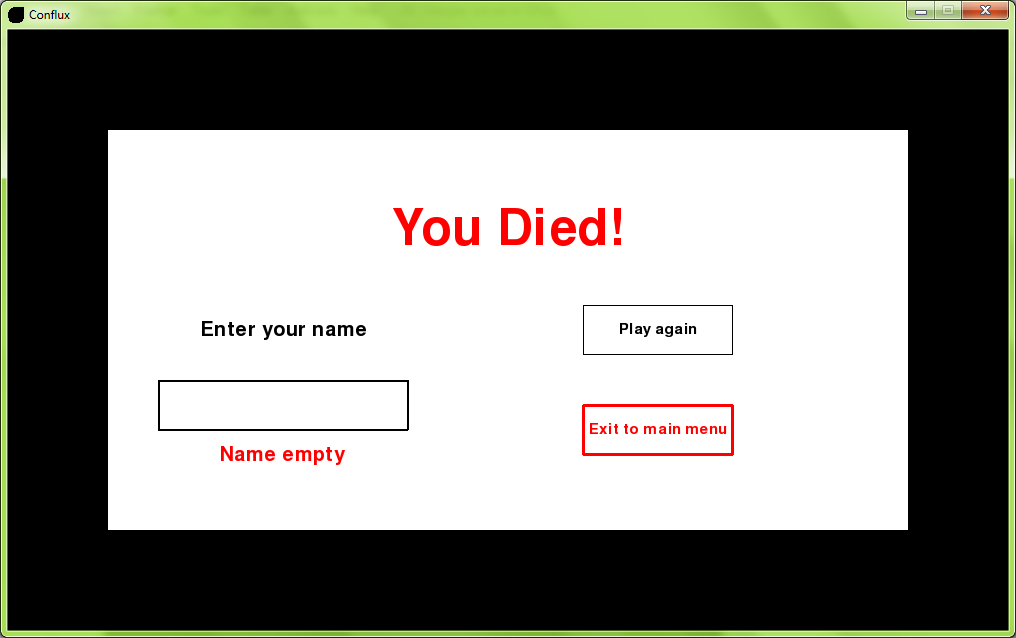 Conflux
You Died!
Enter your name
Play again
Exit to main menu
Name empty